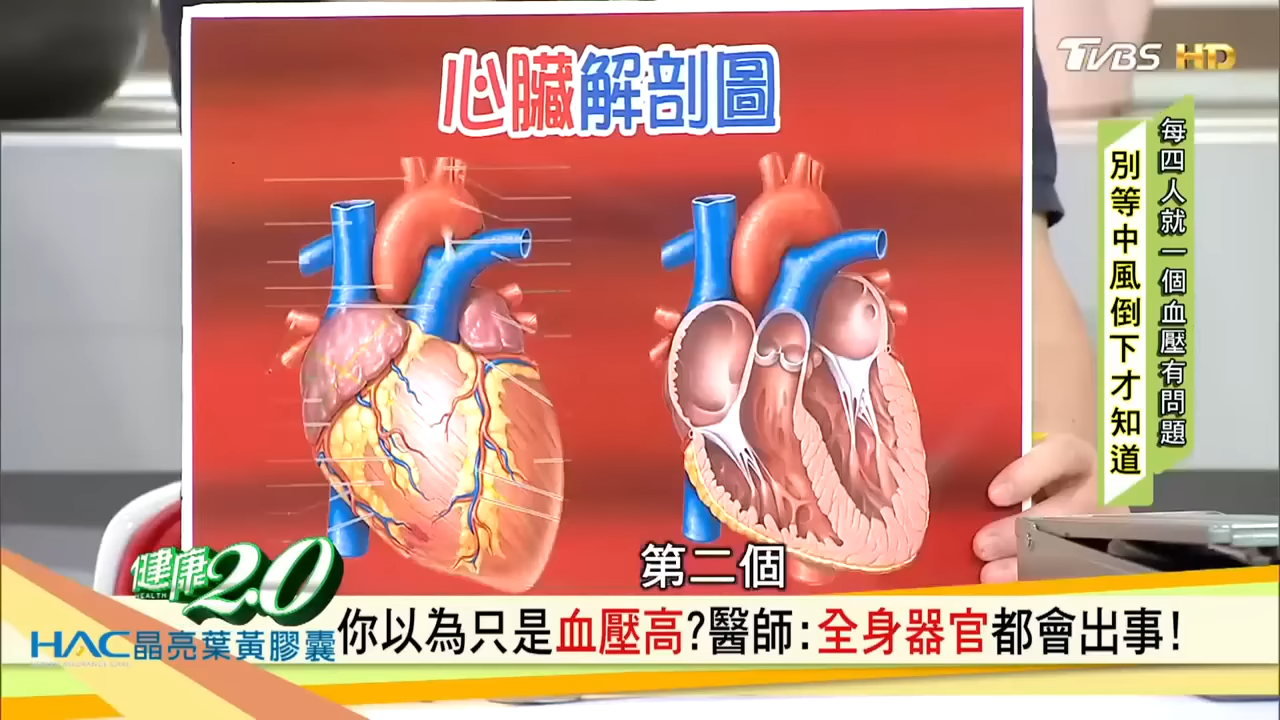 心臟解剖圖
TVBS HD
每四人就一個血壓有問題
別等中風倒下才知道
第二個
健康2.0
HEALTH
你以為只是血壓高?醫師:全身器官都會出事!
HAC晶亮葉黃膠囊